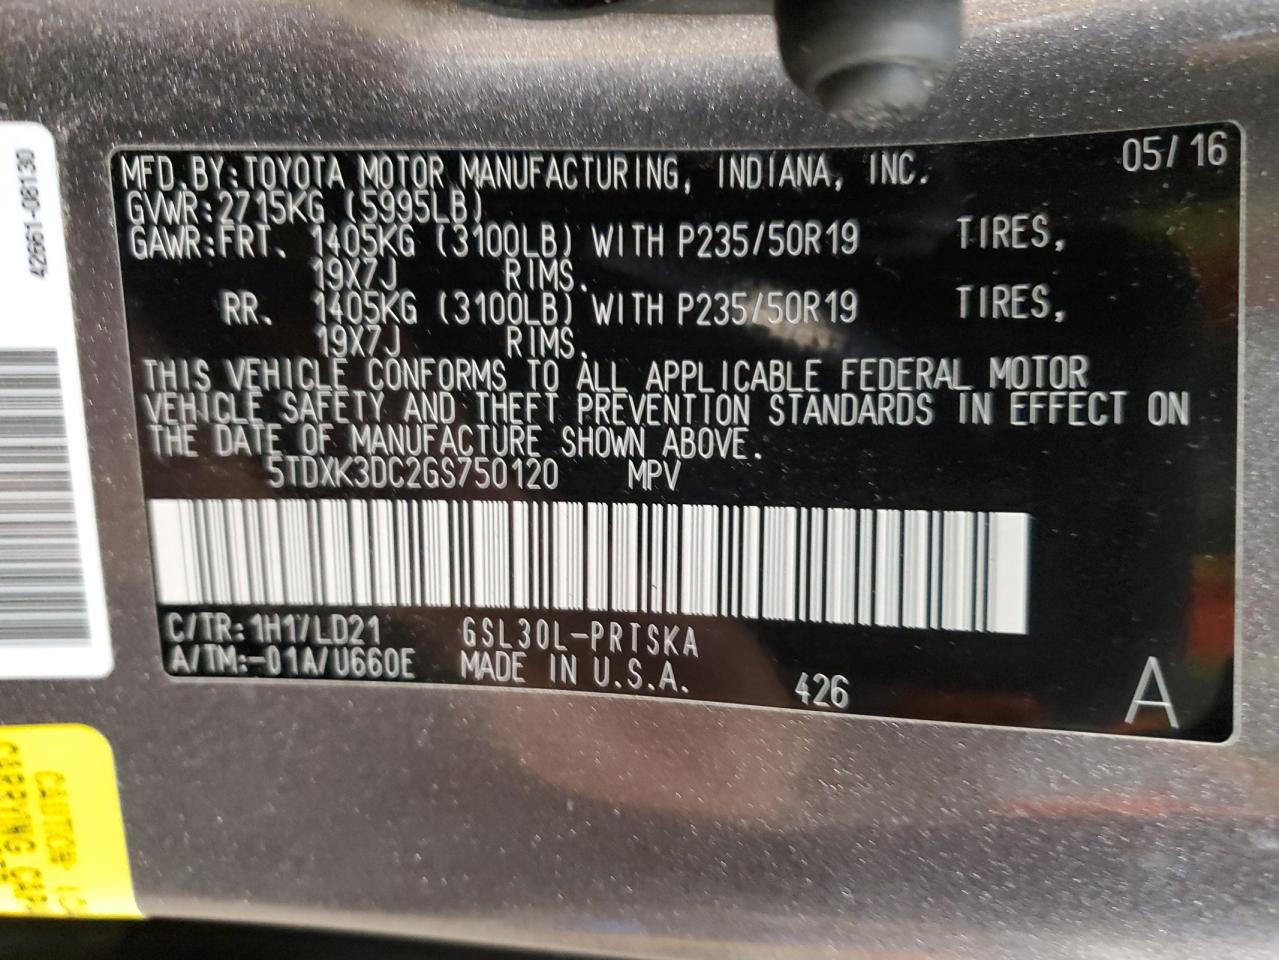 42661-08130
MFD.BY:TOYOTA MOTOR MANUFACTURING, INDIANA, INC. 05/16
GVWR:2715KG (5995LB)
GAWR:FRT. 1405KG (3100LB) WITH P235/50R19 TIRES,
19X7J RIMS.
RR. 1405KG (3100LB) WITH P235/50R19 TIRES,
19X7J RIMS.
THIS VEHICLE CONFORMS TO ALL APPLICABLE FEDERAL MOTOR
VEHICLE SAFETY AND THEFT PREVENTION STANDARDS IN EFFECT ON
THE DATE OF MANUFACTURE SHOWN ABOVE.
5TDXK3DC2GS750120 MPV
C/TR:1H1/LD21 GSL30L-PRTSKA
A/TM:-01A/U660E MADE IN U.S.A. 426 A
CAUTION
CARRYING